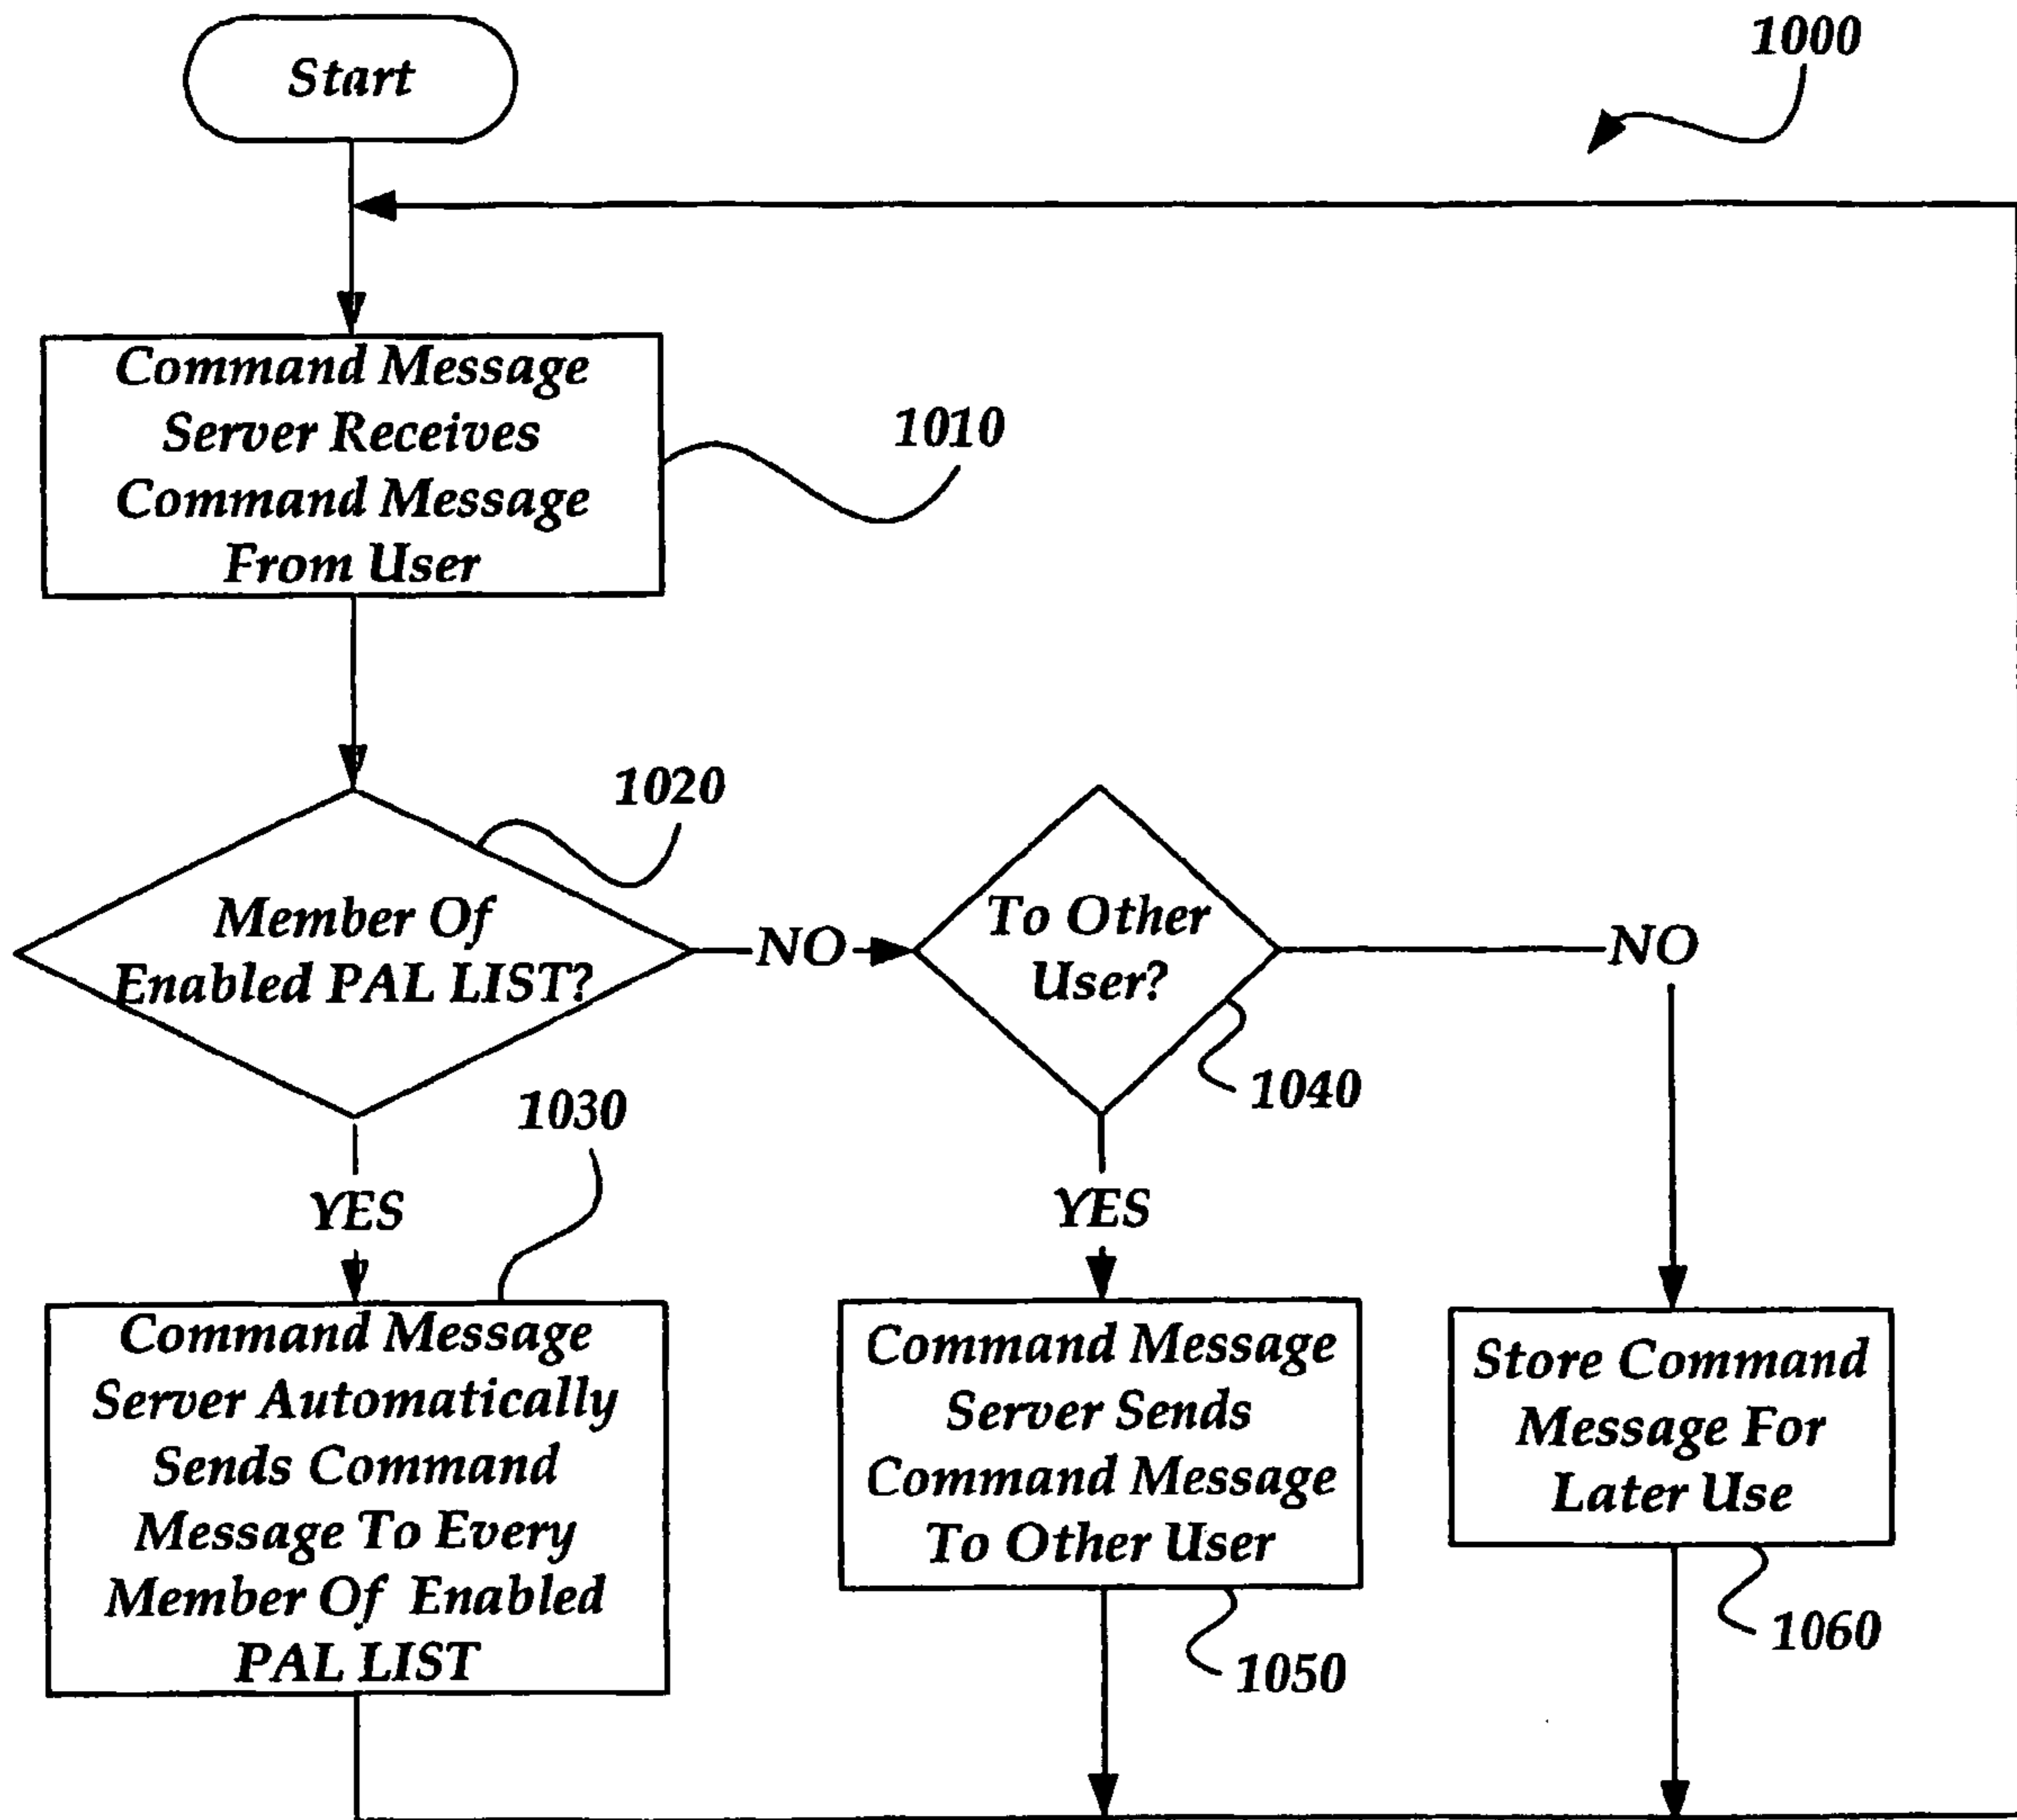 Start
1000
Command Message
Server Receives
Command Message
From User
1010
1020
Member Of
Enabled PAL LIST?
NO
To Other
User?
NO
1040
1030
YES
YES
Command Message
Server Automatically
Sends Command
Message To Every
Member Of Enabled
PAL LIST
Command Message
Server Sends
Command Message
To Other User
Store Command
Message For
Later Use
1050
1060